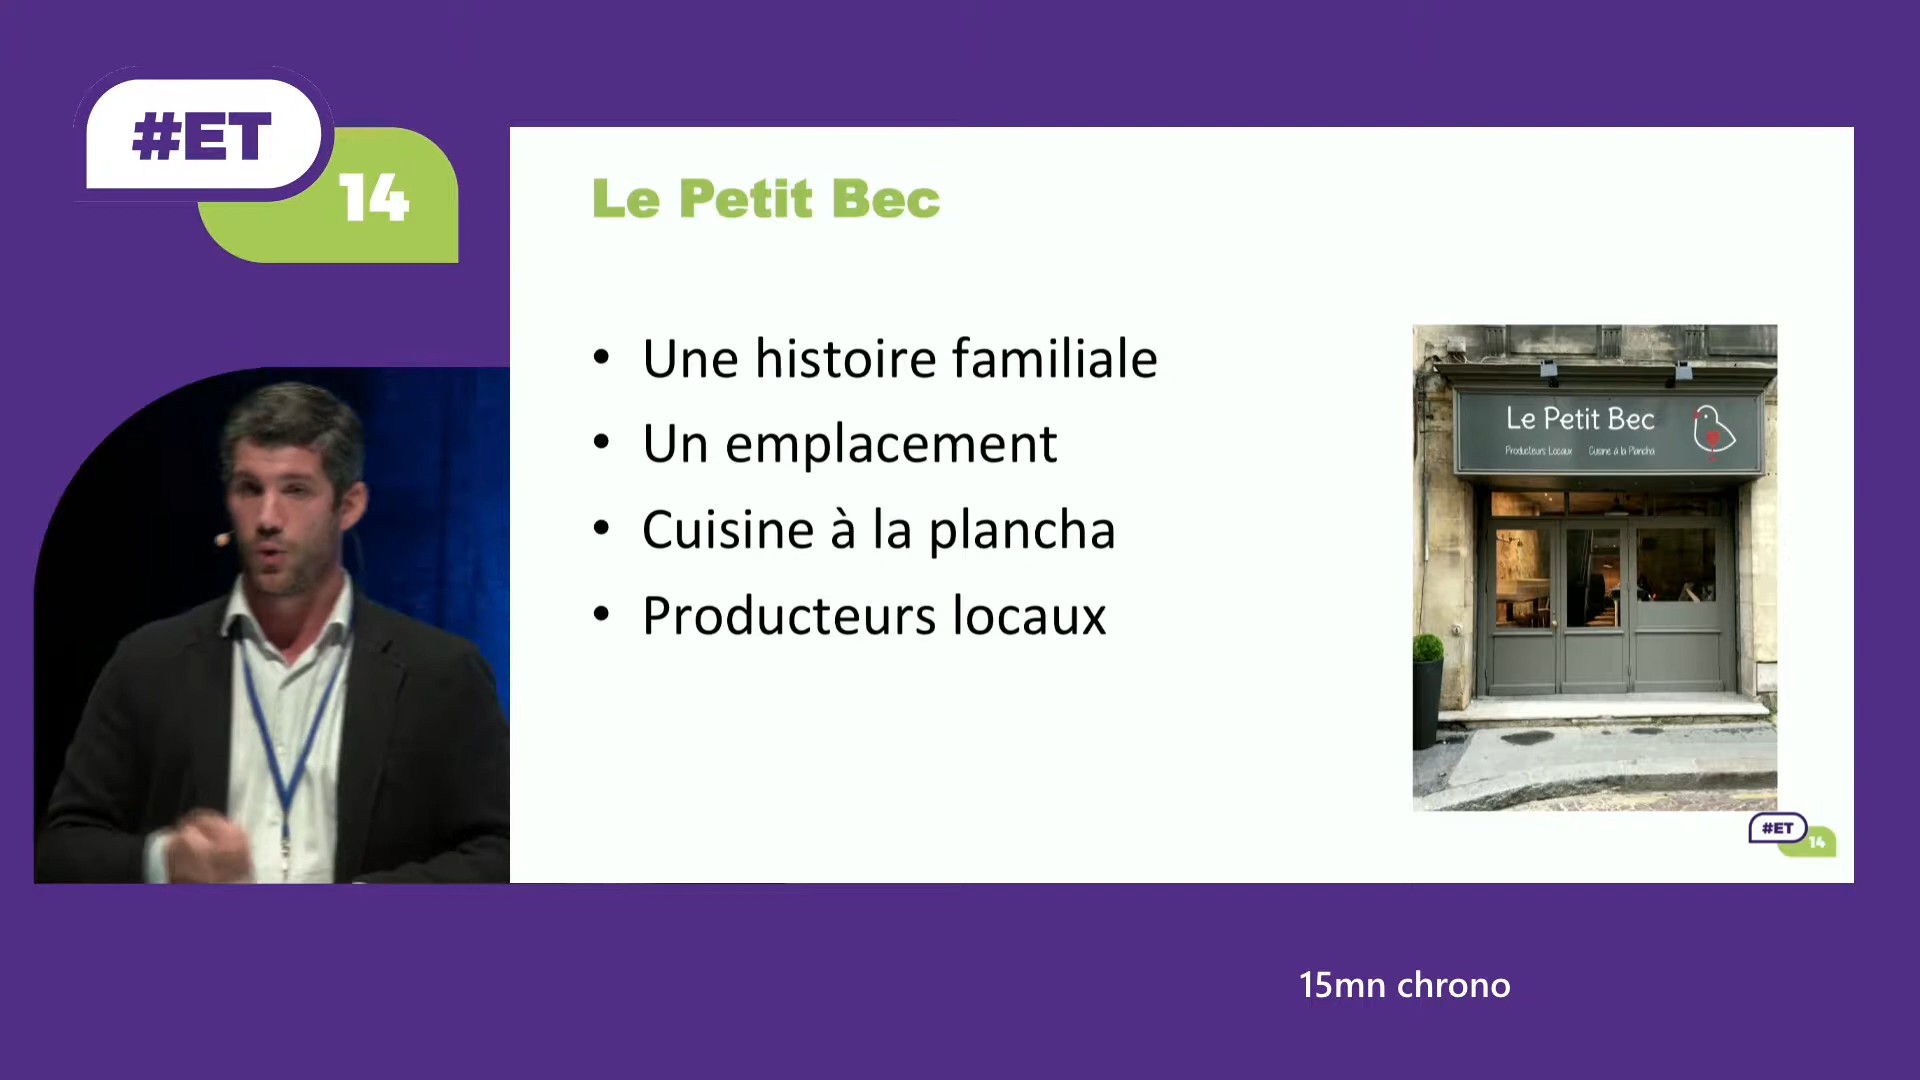 #ET
14
Le Petit Bec
• Une histoire familiale
• Un emplacement
• Cuisine à la plancha
• Producteurs locaux
Le Petit Bec
Producteurs Locaux Cuisine à la Plancha
#ET
14
15mn chrono